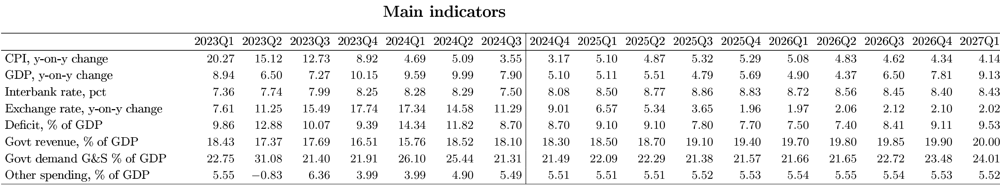 Main indicators
2023Q1 2023Q2 2023Q3 2023Q4 2024Q1 2024Q2 2024Q3 2024Q4 2025Q1 2025Q2 2025Q3 2025Q4 2026Q1 2026Q2 2026Q3 2026Q4 2027Q1
CPI, y-on-y change 20.27 15.12 12.73 8.92 4.69 5.09 3.55 3.17 5.10 4.87 5.32 5.29 5.08 4.83 4.62 4.34 4.14
GDP, y-on-y change 8.94 6.50 7.27 10.15 9.59 9.99 7.90 5.10 5.11 5.51 4.79 5.69 4.90 4.37 6.50 7.81 9.13
Interbank rate, pct 7.36 7.74 7.99 8.25 8.28 8.29 7.50 8.08 8.50 8.77 8.86 8.83 8.72 8.56 8.45 8.40 8.43
Exchange rate, y-on-y change 7.61 11.25 15.49 17.74 17.34 14.58 11.29 9.01 6.57 5.34 3.65 1.96 1.97 2.06 2.12 2.10 2.02
Deficit, % of GDP 9.86 12.88 10.07 9.39 14.34 11.82 8.70 8.70 9.10 9.10 7.80 7.70 7.50 7.40 8.41 9.11 9.53
Govt revenue, % of GDP 18.43 17.37 17.69 16.51 15.76 18.52 18.10 18.30 18.50 18.70 19.10 19.40 19.70 19.80 19.85 19.90 20.00
Govt demand G&S % of GDP 22.75 31.08 21.40 21.91 26.10 25.44 21.31 21.49 22.09 22.29 21.38 21.57 21.66 21.65 22.72 23.48 24.01
Other spending, % of GDP 5.55 −0.83 6.36 3.99 3.99 4.90 5.49 5.51 5.51 5.51 5.52 5.53 5.54 5.55 5.54 5.53 5.52